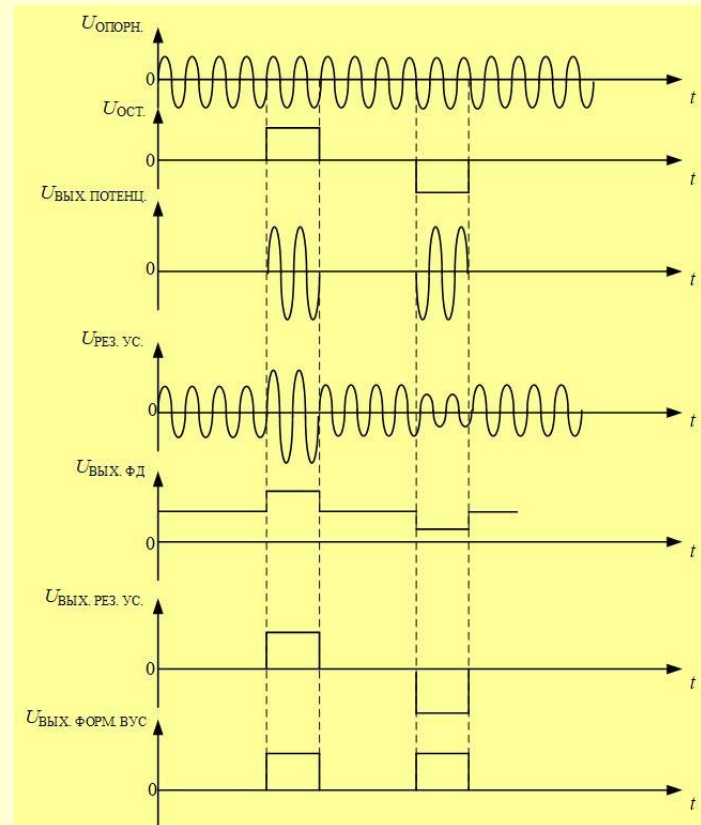 UОПОРН.
0
t
UОСТ.
0
t
UВЫХ. ПОТЕНЦ.
0
t
UРЕЗ. УС.
0
t
UВЫХ. ФД
0
t
UВЫХ. РЕЗ. УС.
0
t
UВЫХ. ФОРМ. ВУС
0
t